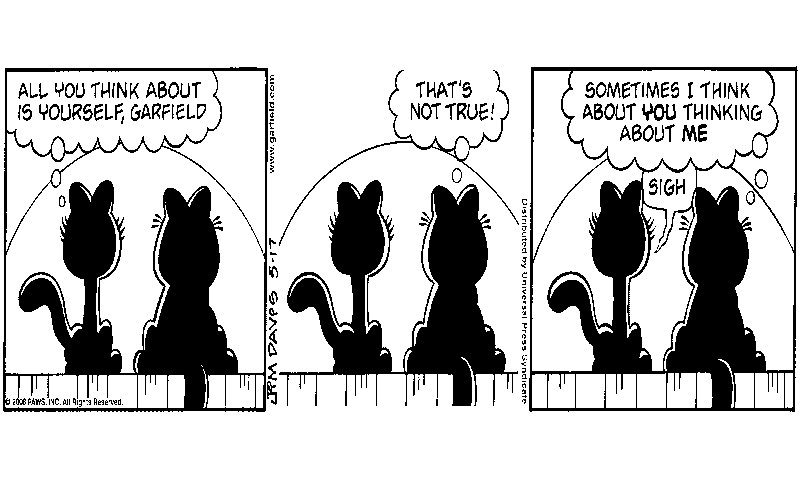 ALL YOU THINK ABOUT
IS YOURSELF, GARFIELD
© 2008 PAWS, INC. All Rights Reserved.
www.garfield.com
JIM DAVIS 5-17
THAT'S
NOT TRUE!
Distributed by Universal Press Syndicate
SOMETIMES I THINK
ABOUT YOU THINKING
ABOUT ME
SIGH